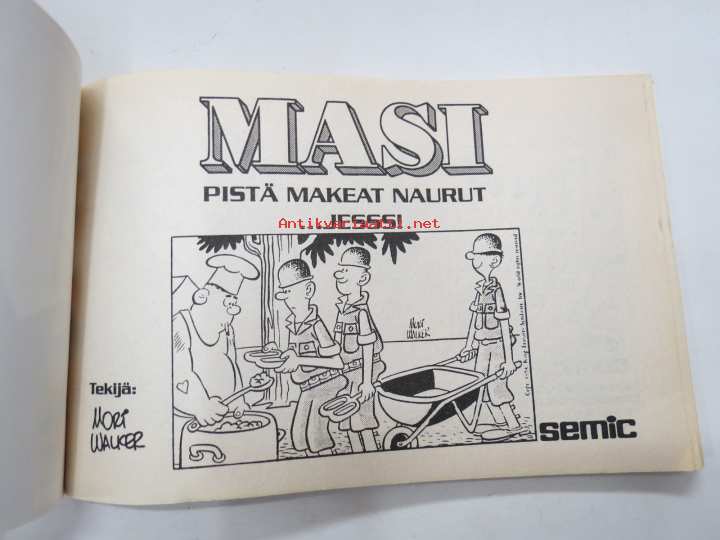 MASI
PISTÄ MAKEAT NAURUT
JESSS!
Antikvariaatti.net
MORT
WALKER
Tekijä:
MORT
WALKER
semic